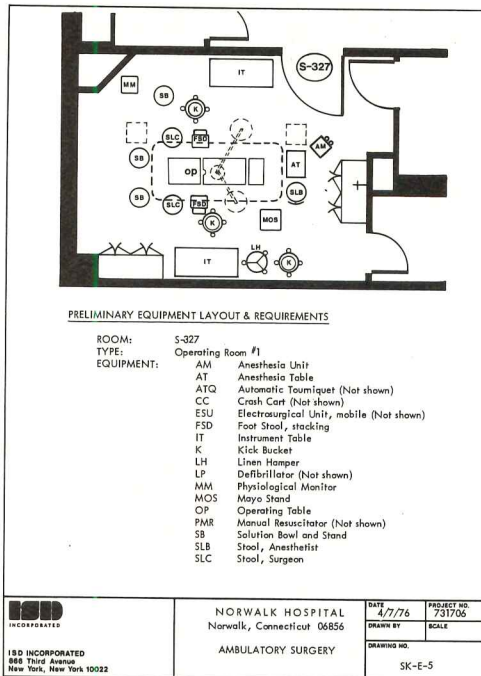 IT
S-327
MM
SB
K
SLC
FSD
AM
SB
AT
op
SLB
SB
SLC
FSD
MOS
K
LH
IT
K
PRELIMINARY EQUIPMENT LAYOUT & REQUIREMENTS
ROOM: S-327
TYPE: Operating Room #1
EQUIPMENT: AM Anesthesia Unit
AT Anesthesia Table
ATQ Automatic Tourniquet (Not shown)
CC Crash Cart (Not shown)
ESU Electrosurgical Unit, mobile (Not shown)
FSD Foot Stool, stacking
IT Instrument Table
K Kick Bucket
LH Linen Hamper
LP Defibrillator (Not shown)
MM Physiological Monitor
MOS Mayo Stand
OP Operating Table
PMR Manual Resuscitator (Not shown)
SB Solution Bowl and Stand
SLB Stool, Anesthetist
SLC Stool, Surgeon
ISD
INCORPORATED
ISD INCORPORATED
866 Third Avenue
New York, New York 10022
NORWALK HOSPITAL
Norwalk, Connecticut 06856
AMBULATORY SURGERY
DATE
4/7/76
PROJECT NO.
731706
DRAWN BY
SCALE
DRAWING NO.
SK-E-5